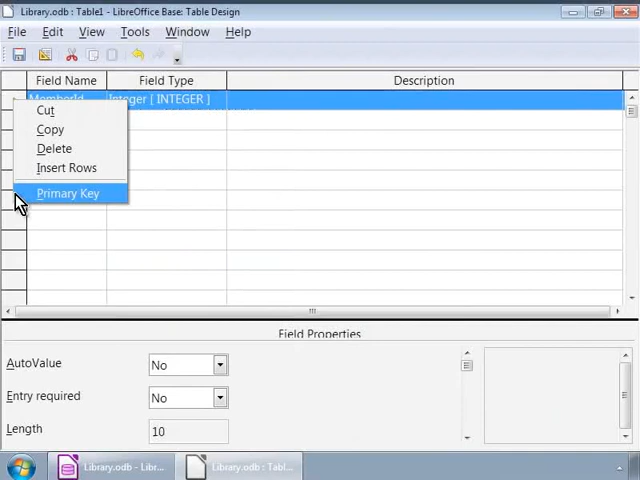 Library.odb : Table1 - LibreOffice Base: Table Design
File Edit View Tools Window Help
Field Name Field Type Description
MemberId Integer [ INTEGER ]
Cut
Copy
Delete
Insert Rows
Primary Key
Field Properties
AutoValue No
Entry required No
Length 10
Library.odb - Libr... Library.odb : Tabl...